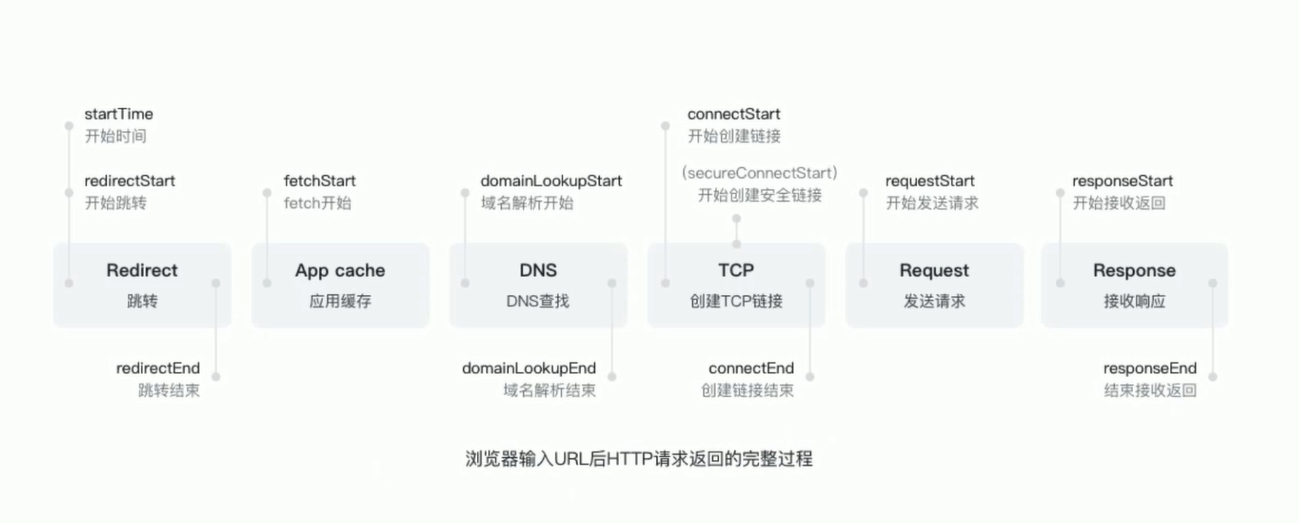 startTime
开始时间
redirectStart
开始跳转
fetchStart
fetch开始
domainLookupStart
域名解析开始
connectStart
开始创建链接
(secureConnectStart)
开始创建安全链接
requestStart
开始发送请求
responseStart
开始接收返回
Redirect
跳转
App cache
应用缓存
DNS
DNS查找
TCP
创建TCP链接
Request
发送请求
Response
接收响应
redirectEnd
跳转结束
domainLookupEnd
域名解析结束
connectEnd
创建链接结束
responseEnd
结束接收返回
浏览器输入URL后HTTP请求返回的完整过程